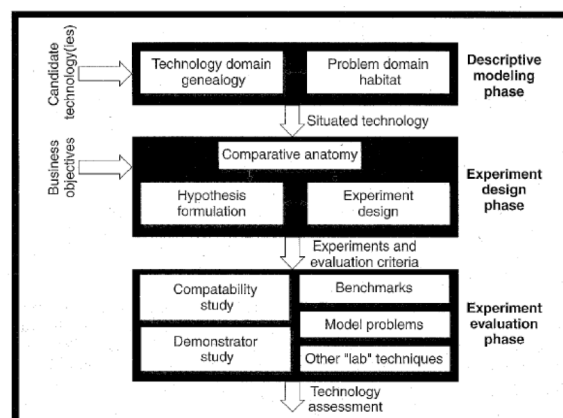 Candidate
technology(ies)
Technology domain
genealogy
Problem domain
habitat
Descriptive
modeling
phase
Situated technology
Business
objectives
Comparative anatomy
Hypothesis
formulation
Experiment
design
Experiment
design
phase
Experiments and
evaluation criteria
Compatability
study
Demonstrator
study
Benchmarks
Model problems
Other "lab" techniques
Experiment
evaluation
phase
Technology
assessment